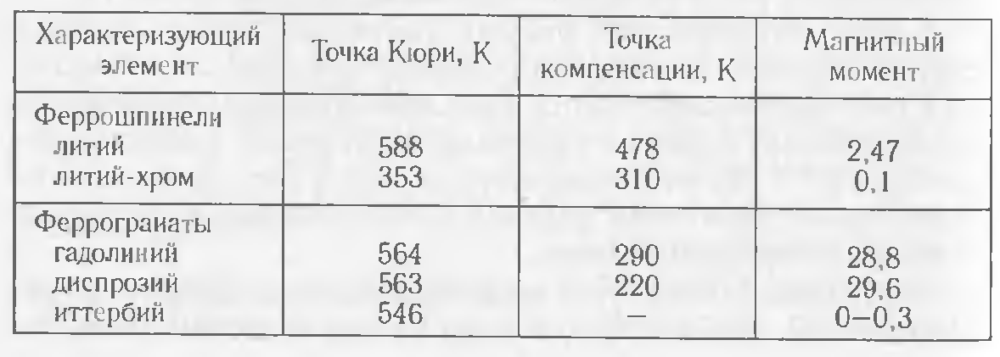 Характеризующий элемент | Точка Кюри, К | Точка компенсации, К | Магнитный момент
Феррошпинели
литий | 588 | 478 | 2,47
литий-хром | 353 | 310 | 0,1
Феррогранаты
гадолиний | 564 | 290 | 28,8
диспрозий | 563 | 220 | 29,6
иттербий | 546 | — | 0—0,3